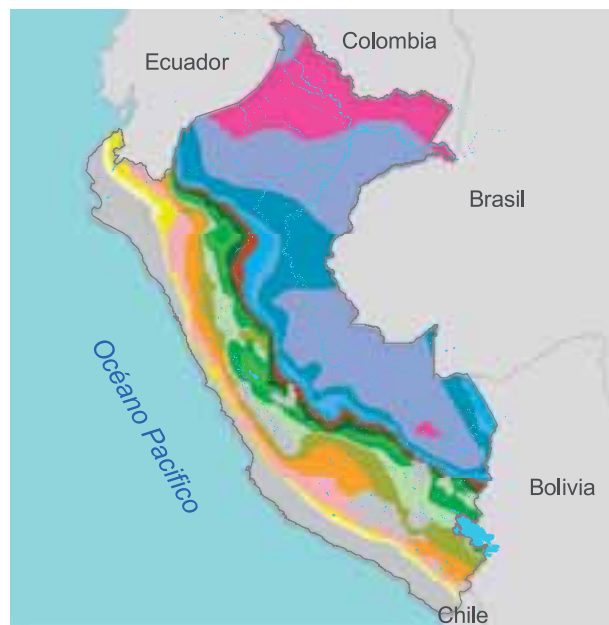 Colombia
Ecuador
Brasil
Océano Pacifico
Bolivia
Chile